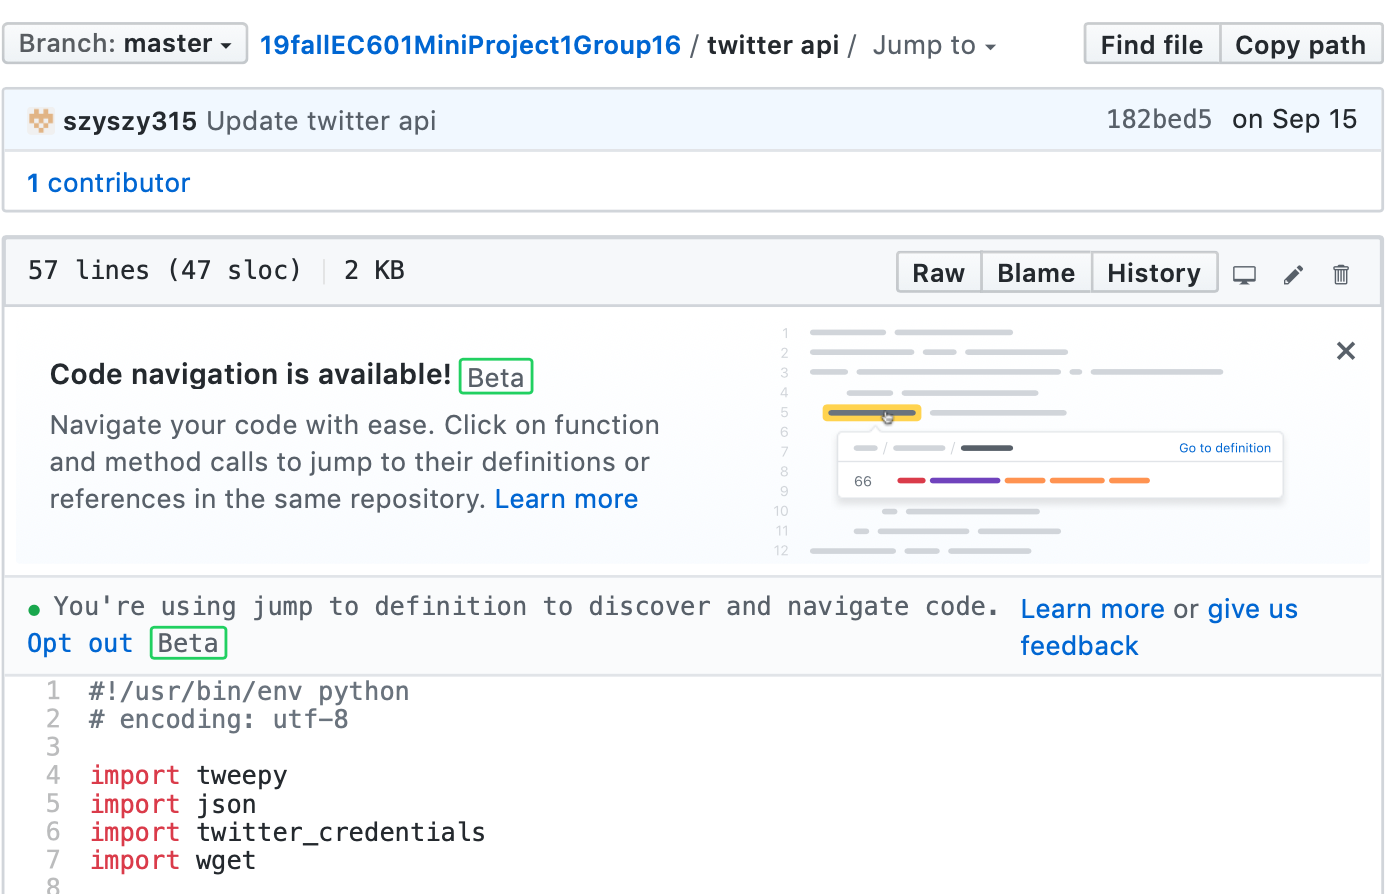 Branch: master 19fallEC601MiniProject1Group16 / twitter api / Jump to Find file Copy path
szyszy315 Update twitter api 182bed5 on Sep 15
1 contributor
57 lines (47 sloc) 2 KB Raw Blame History
Code navigation is available! Beta
Navigate your code with ease. Click on function
and method calls to jump to their definitions or
references in the same repository. Learn more
1
2
3
4
5
6
7 / / Go to definition
8 66
9
10
11
12
You're using jump to definition to discover and navigate code. Learn more or give us
Opt out Beta feedback
1 #!/usr/bin/env python
2 # encoding: utf-8
3
4 import tweepy
5 import json
6 import twitter_credentials
7 import wget
8